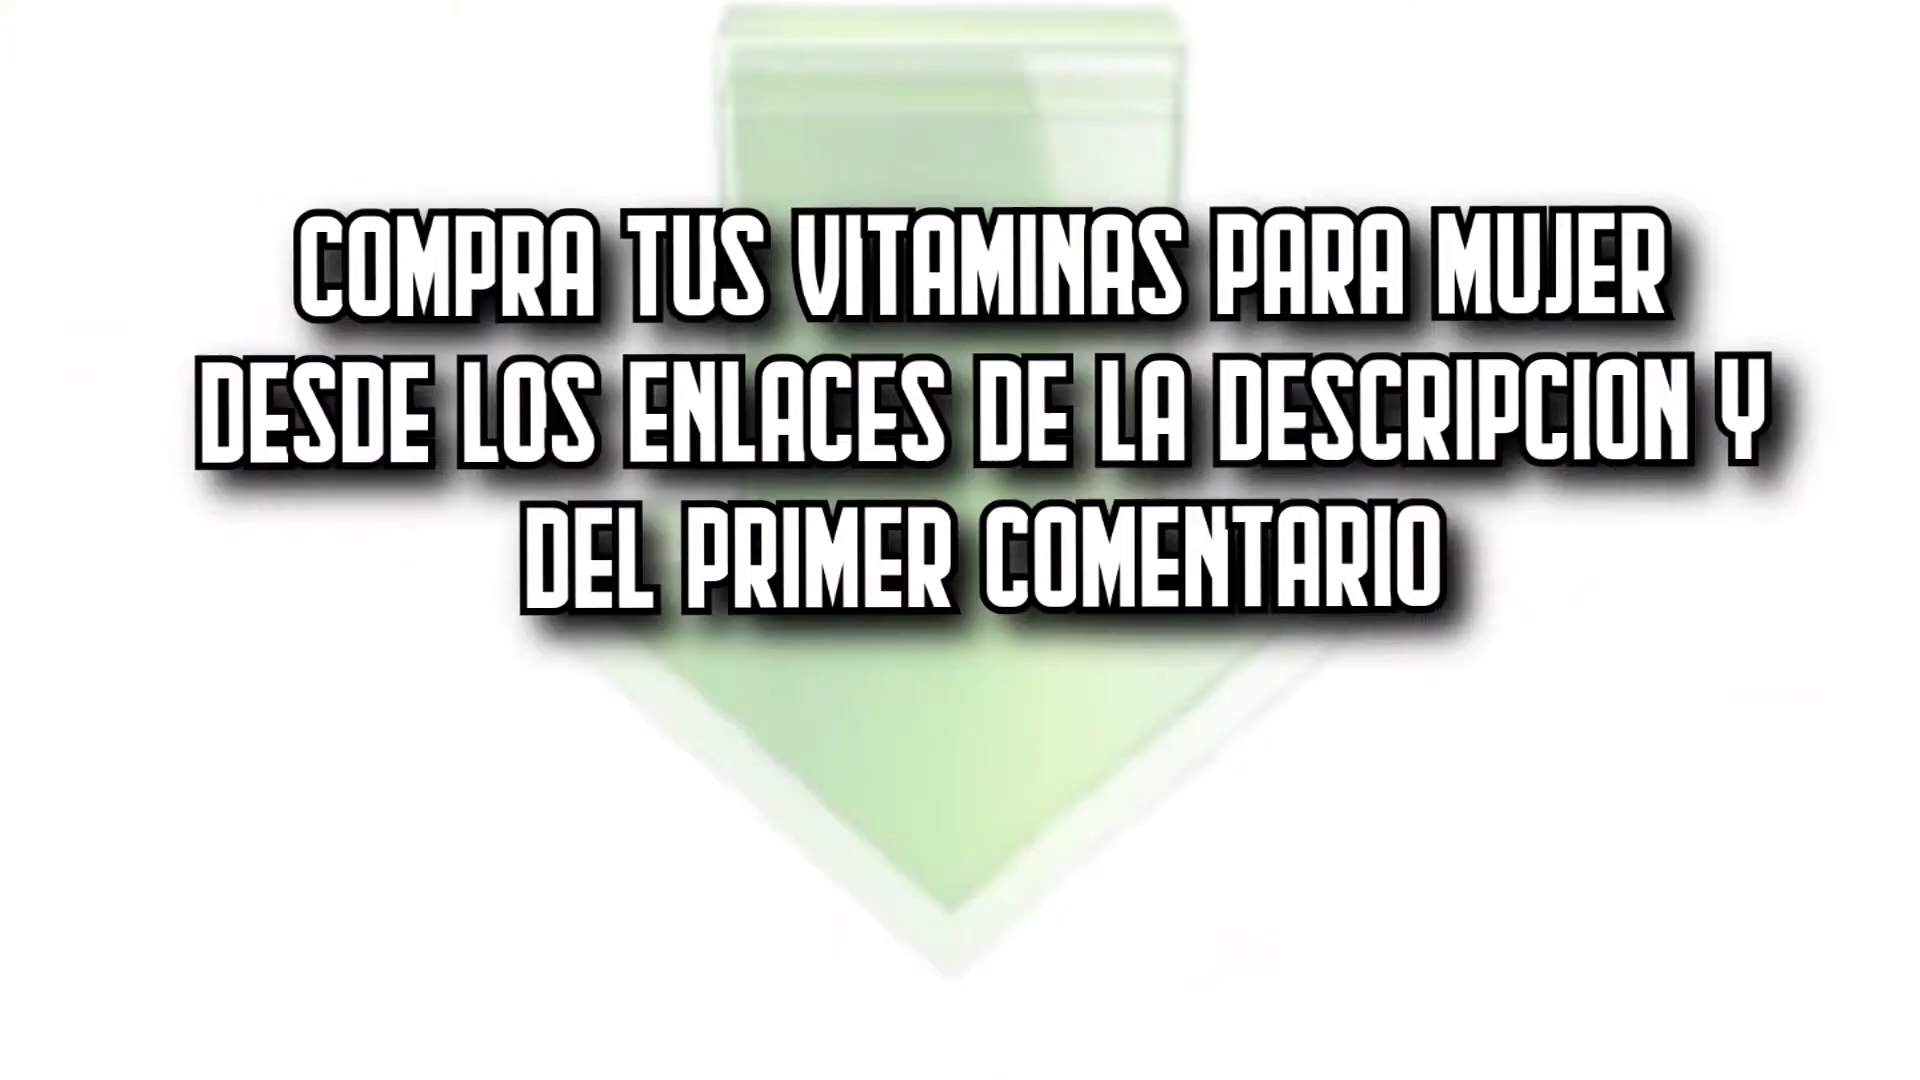 COMPRA TUS VITAMINAS PARA MUJER
DESDE LOS ENLACES DE LA DESCRIPCION Y
DEL PRIMER COMENTARIO